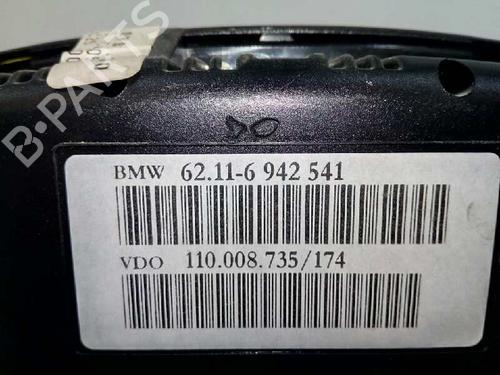 B-PARTS
BMW 62.11-6 942 541
VDO 110.008.735/174